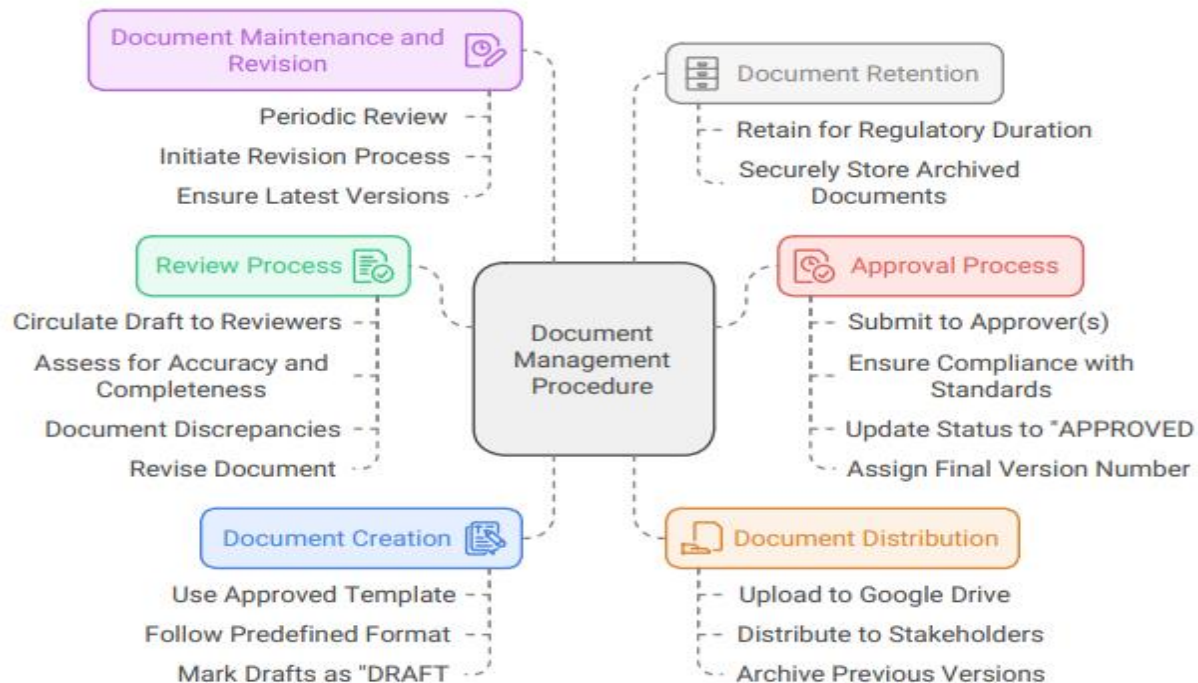 Document Maintenance and
Revision
Periodic Review
Initiate Revision Process
Ensure Latest Versions
Document Retention
Retain for Regulatory Duration
Securely Store Archived
Documents
Review Process
Circulate Draft to Reviewers
Assess for Accuracy and
Completeness
Document Discrepancies
Revise Document
Document
Management
Procedure
Approval Process
Submit to Approver(s)
Ensure Compliance with
Standards
Update Status to "APPROVED
Assign Final Version Number
Document Creation
Use Approved Template
Follow Predefined Format
Mark Drafts as "DRAFT
Document Distribution
Upload to Google Drive
Distribute to Stakeholders
Archive Previous Versions